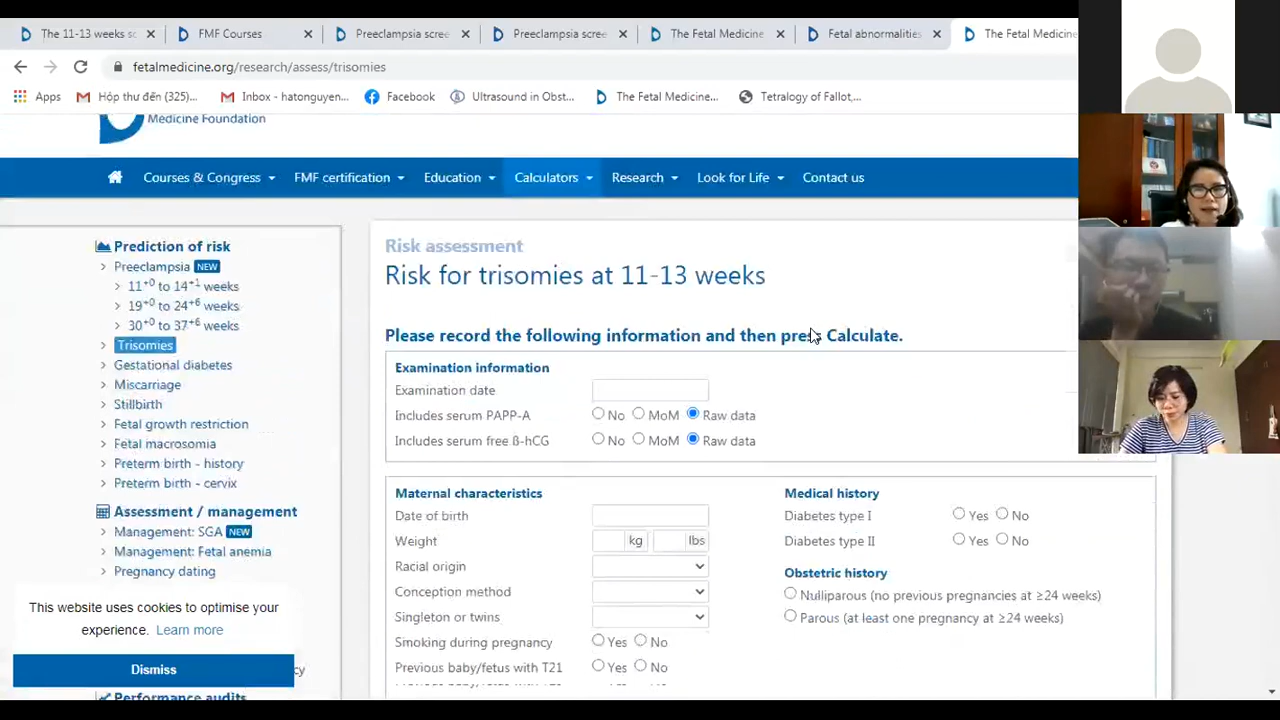 The 11-13 weeks sc
FMF Courses
Preeclampsia scree
Preeclampsia scree
The Fetal Medicine
Fetal abnormalities
The Fetal Medicine
fetalmedicine.org/research/assess/trisomies
Apps
Hộp thư đến (325)...
Inbox - hatonguyen...
Facebook
Ultrasound in Obst...
The Fetal Medicine...
Tetralogy of Fallot,...
Medicine Foundation
Courses & Congress
FMF certification
Education
Calculators
Research
Look for Life
Contact us
Prediction of risk
Preeclampsia NEW
11+0 to 14+1 weeks
19+0 to 24+6 weeks
30+0 to 37+6 weeks
Trisomies
Gestational diabetes
Miscarriage
Stillbirth
Fetal growth restriction
Fetal macrosomia
Preterm birth - history
Preterm birth - cervix
Assessment / management
Management: SGA NEW
Management: Fetal anemia
Pregnancy dating
This website uses cookies to optimise your
experience. Learn more
Dismiss
Performance audits
Risk assessment
Risk for trisomies at 11-13 weeks
Please record the following information and then press Calculate.
Examination information
Examination date
Includes serum PAPP-A No MoM Raw data
Includes serum free ß-hCG No MoM Raw data
Maternal characteristics
Date of birth
Weight kg lbs
Racial origin
Conception method
Singleton or twins
Smoking during pregnancy Yes No
Previous baby/fetus with T21 Yes No
Medical history
Diabetes type I Yes No
Diabetes type II Yes No
Obstetric history
Nulliparous (no previous pregnancies at ≥24 weeks)
Parous (at least one pregnancy at ≥24 weeks)